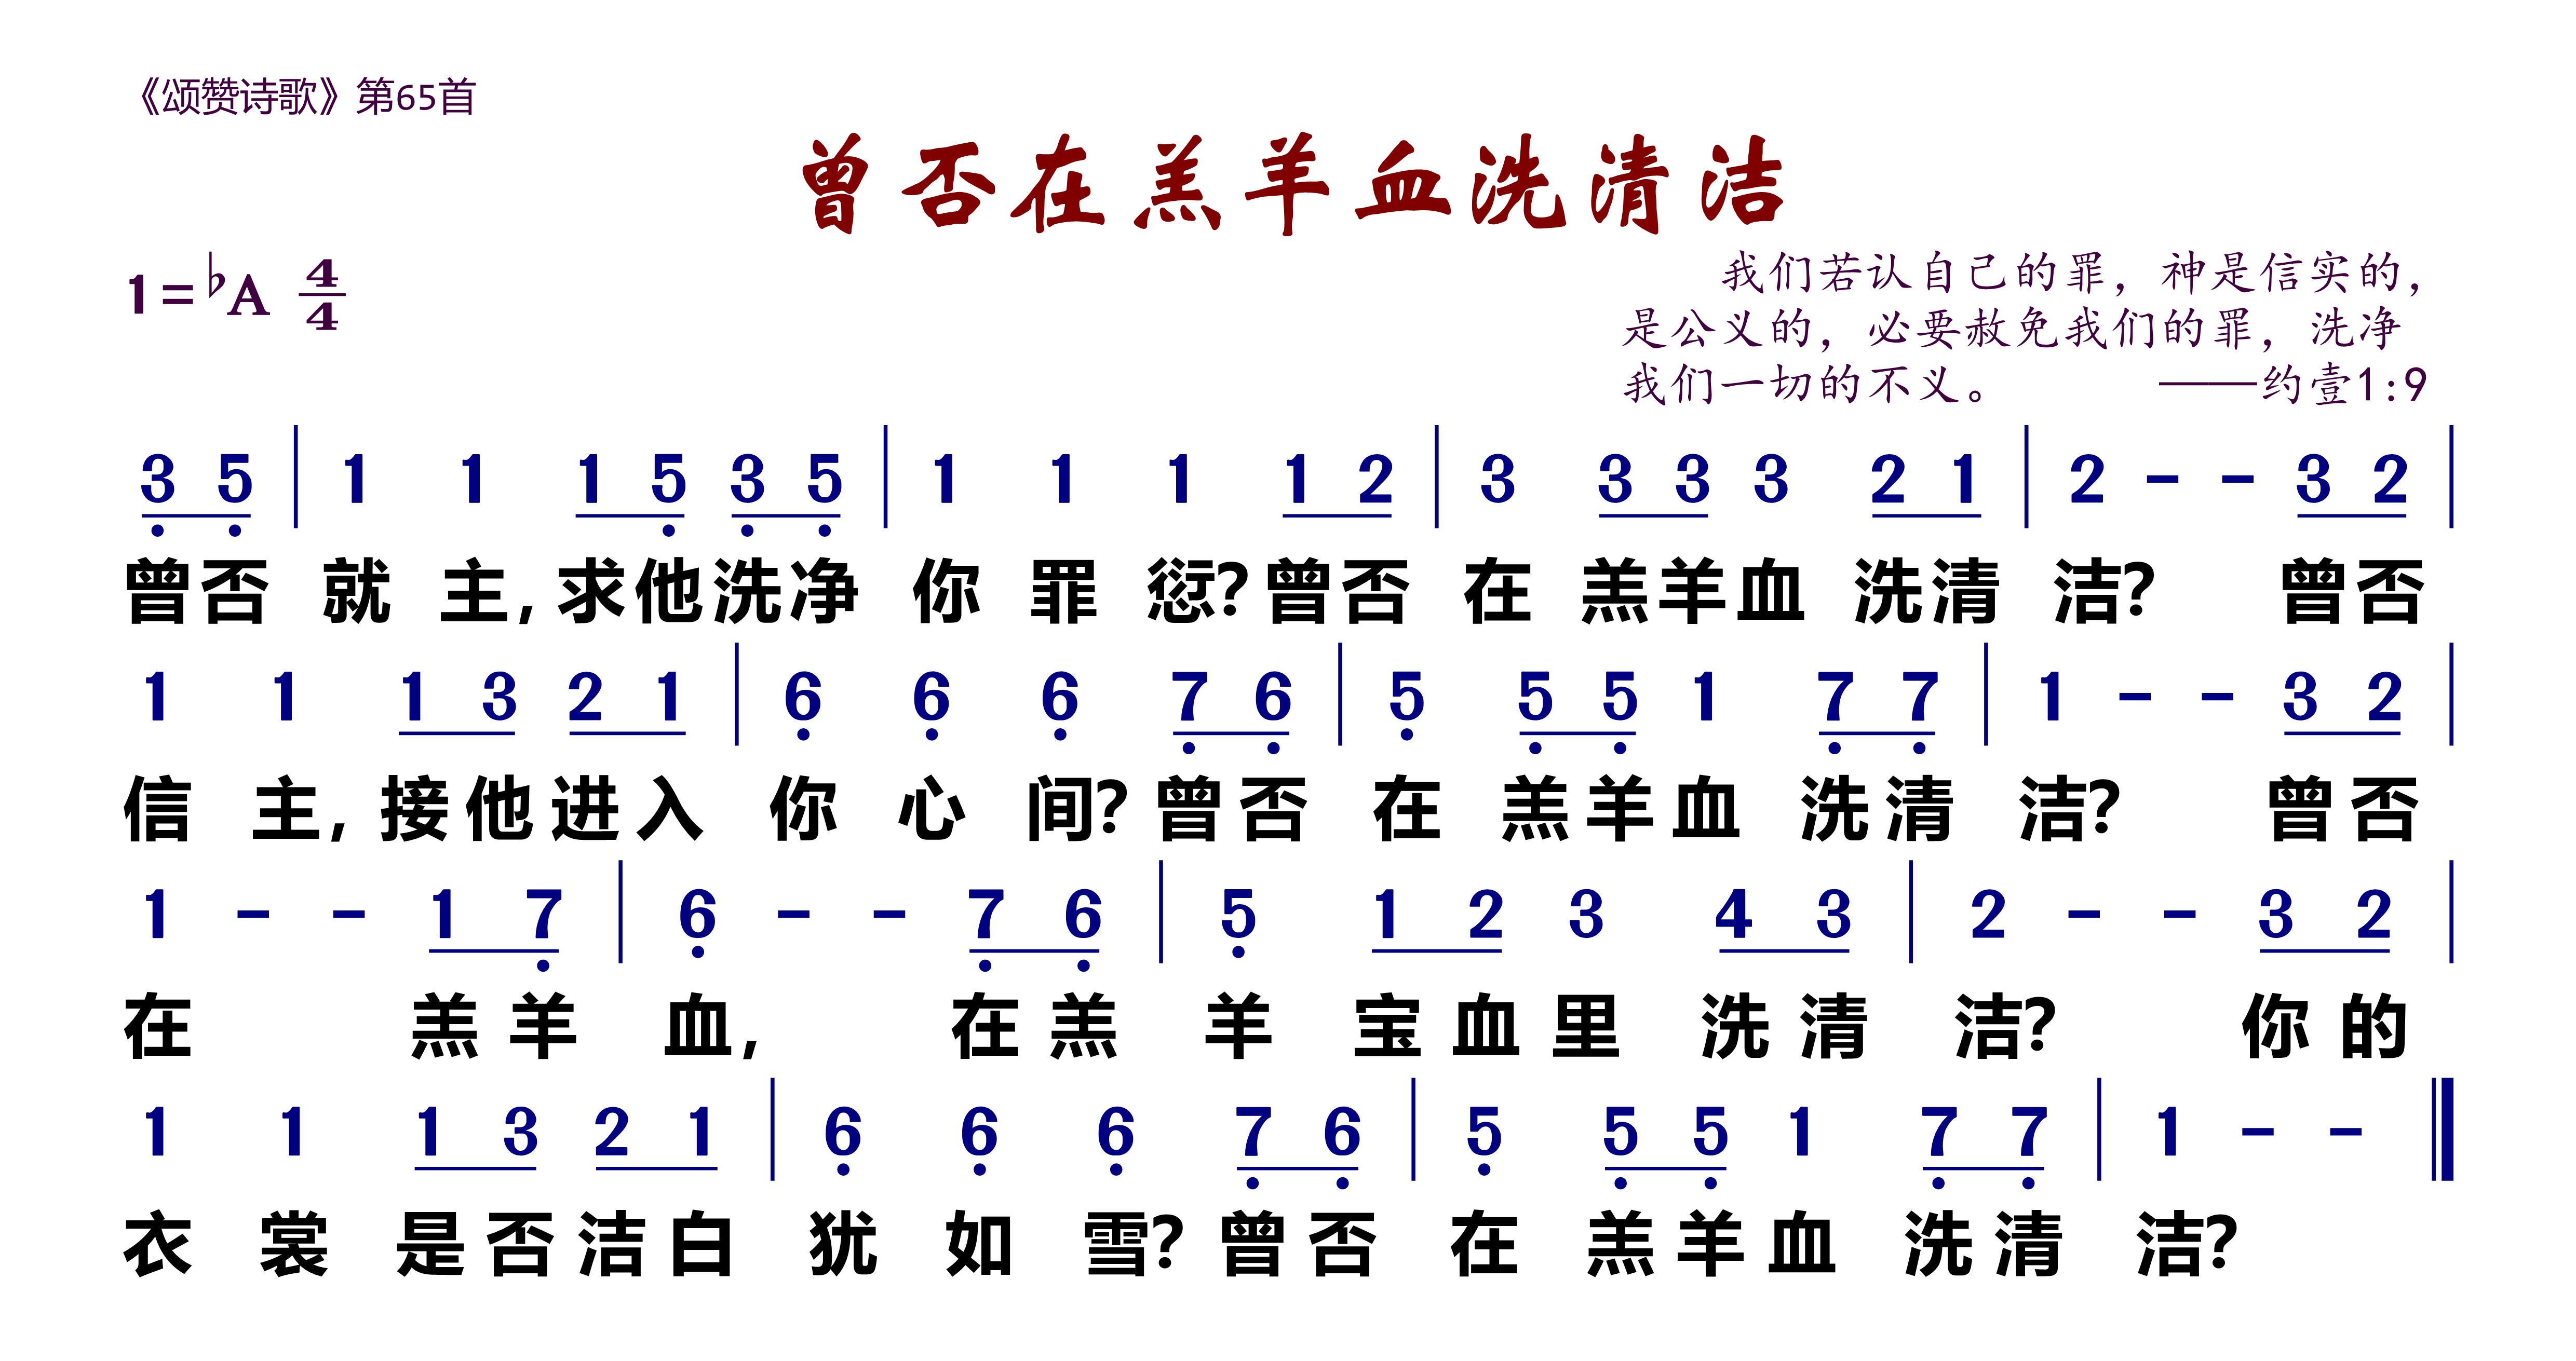 《颂赞诗歌》第65首
曾否在羔羊血洗清洁
1=♭A 4/4
我们若认自己的罪，神是信实的，
是公义的，必要赦免我们的罪，洗净
我们一切的不义。 ——约壹1:9
3 5 | 1 1 1 5 3 5 | 1 1 1 1 2 | 3 3 3 3 2 1 | 2 - - 3 2 |
曾否 就 主，求他洗净 你 罪 愆？曾否 在 羔羊血 洗清 洁？ 曾否
1 1 1 3 2 1 | 6 6 6 7 6 | 5 5 5 1 7 7 | 1 - - 3 2 |
信 主，接他进入 你 心 间？曾否 在 羔羊血 洗清 洁？ 曾否
1 - - 1 7 | 6 - - 7 6 | 5 1 2 3 4 3 | 2 - - 3 2 |
在 羔羊 血， 在羔 羊 宝血里 洗清 洁？ 你的
1 1 1 3 2 1 | 6 6 6 7 6 | 5 5 5 1 7 7 | 1 - - ‖
衣 裳 是否洁白 犹 如 雪？曾否 在 羔羊血 洗清 洁？